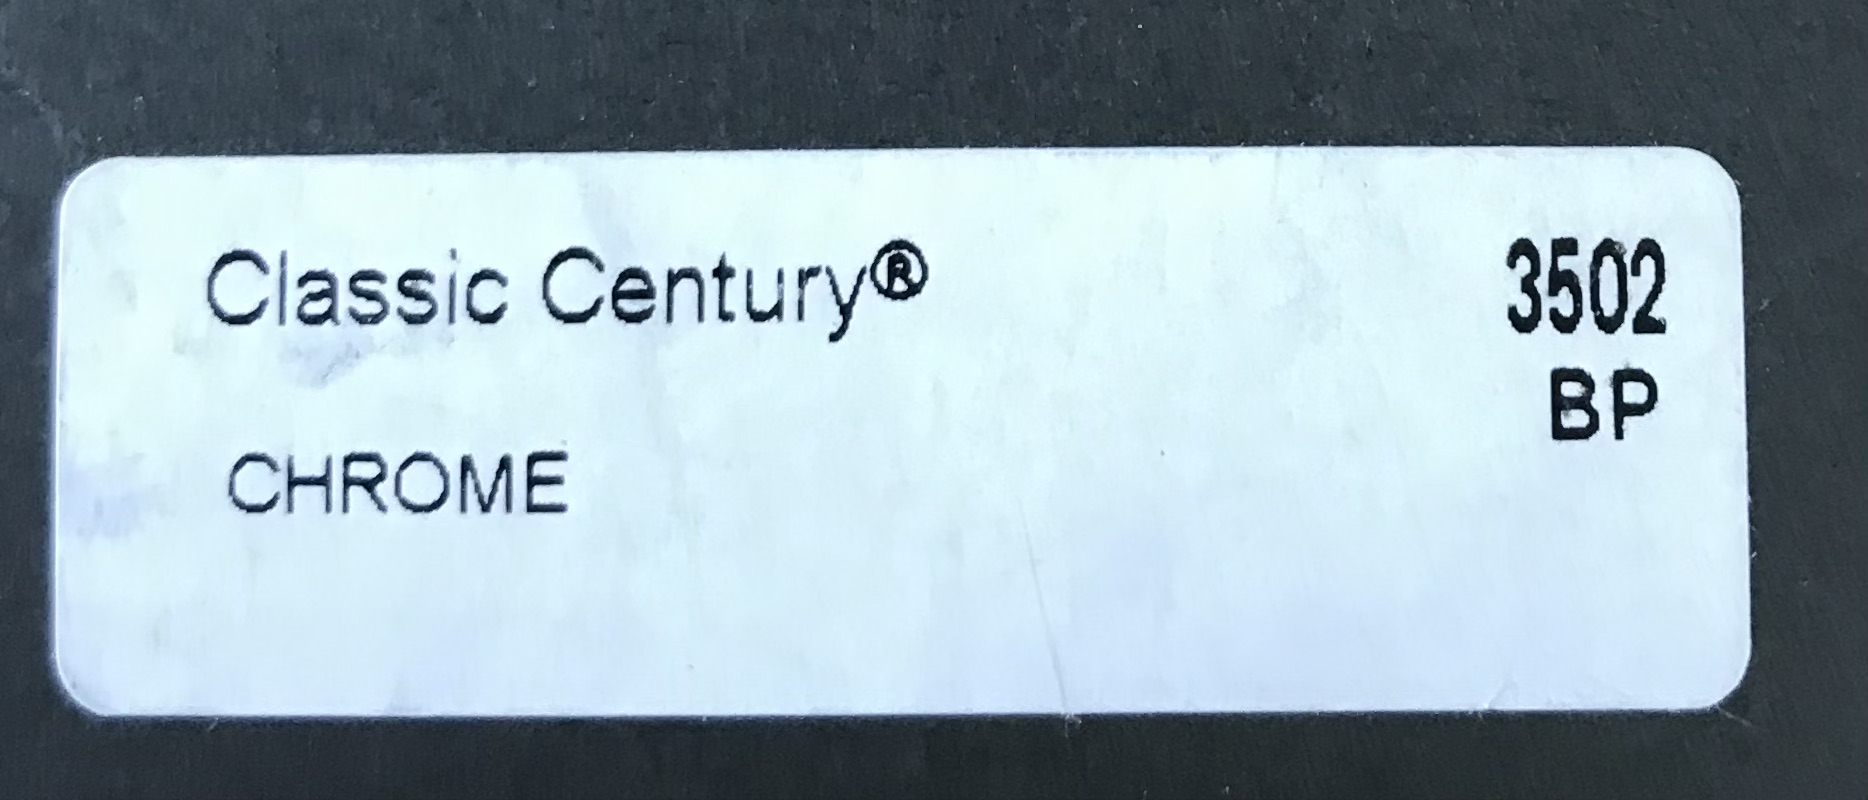 Classic Century® 3502
BP
CHROME